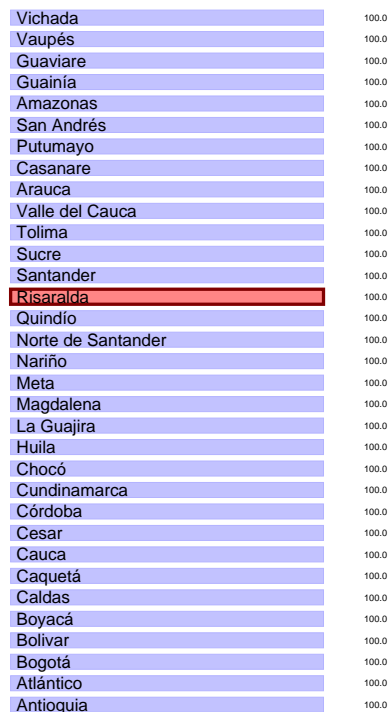 Vichada 100.0
Vaupés 100.0
Guaviare 100.0
Guainía 100.0
Amazonas 100.0
San Andrés 100.0
Putumayo 100.0
Casanare 100.0
Arauca 100.0
Valle del Cauca 100.0
Tolima 100.0
Sucre 100.0
Santander 100.0
Risaralda 100.0
Quindío 100.0
Norte de Santander 100.0
Nariño 100.0
Meta 100.0
Magdalena 100.0
La Guajira 100.0
Huila 100.0
Chocó 100.0
Cundinamarca 100.0
Córdoba 100.0
Cesar 100.0
Cauca 100.0
Caquetá 100.0
Caldas 100.0
Boyacá 100.0
Bolivar 100.0
Bogotá 100.0
Atlántico 100.0
Antioquia 100.0